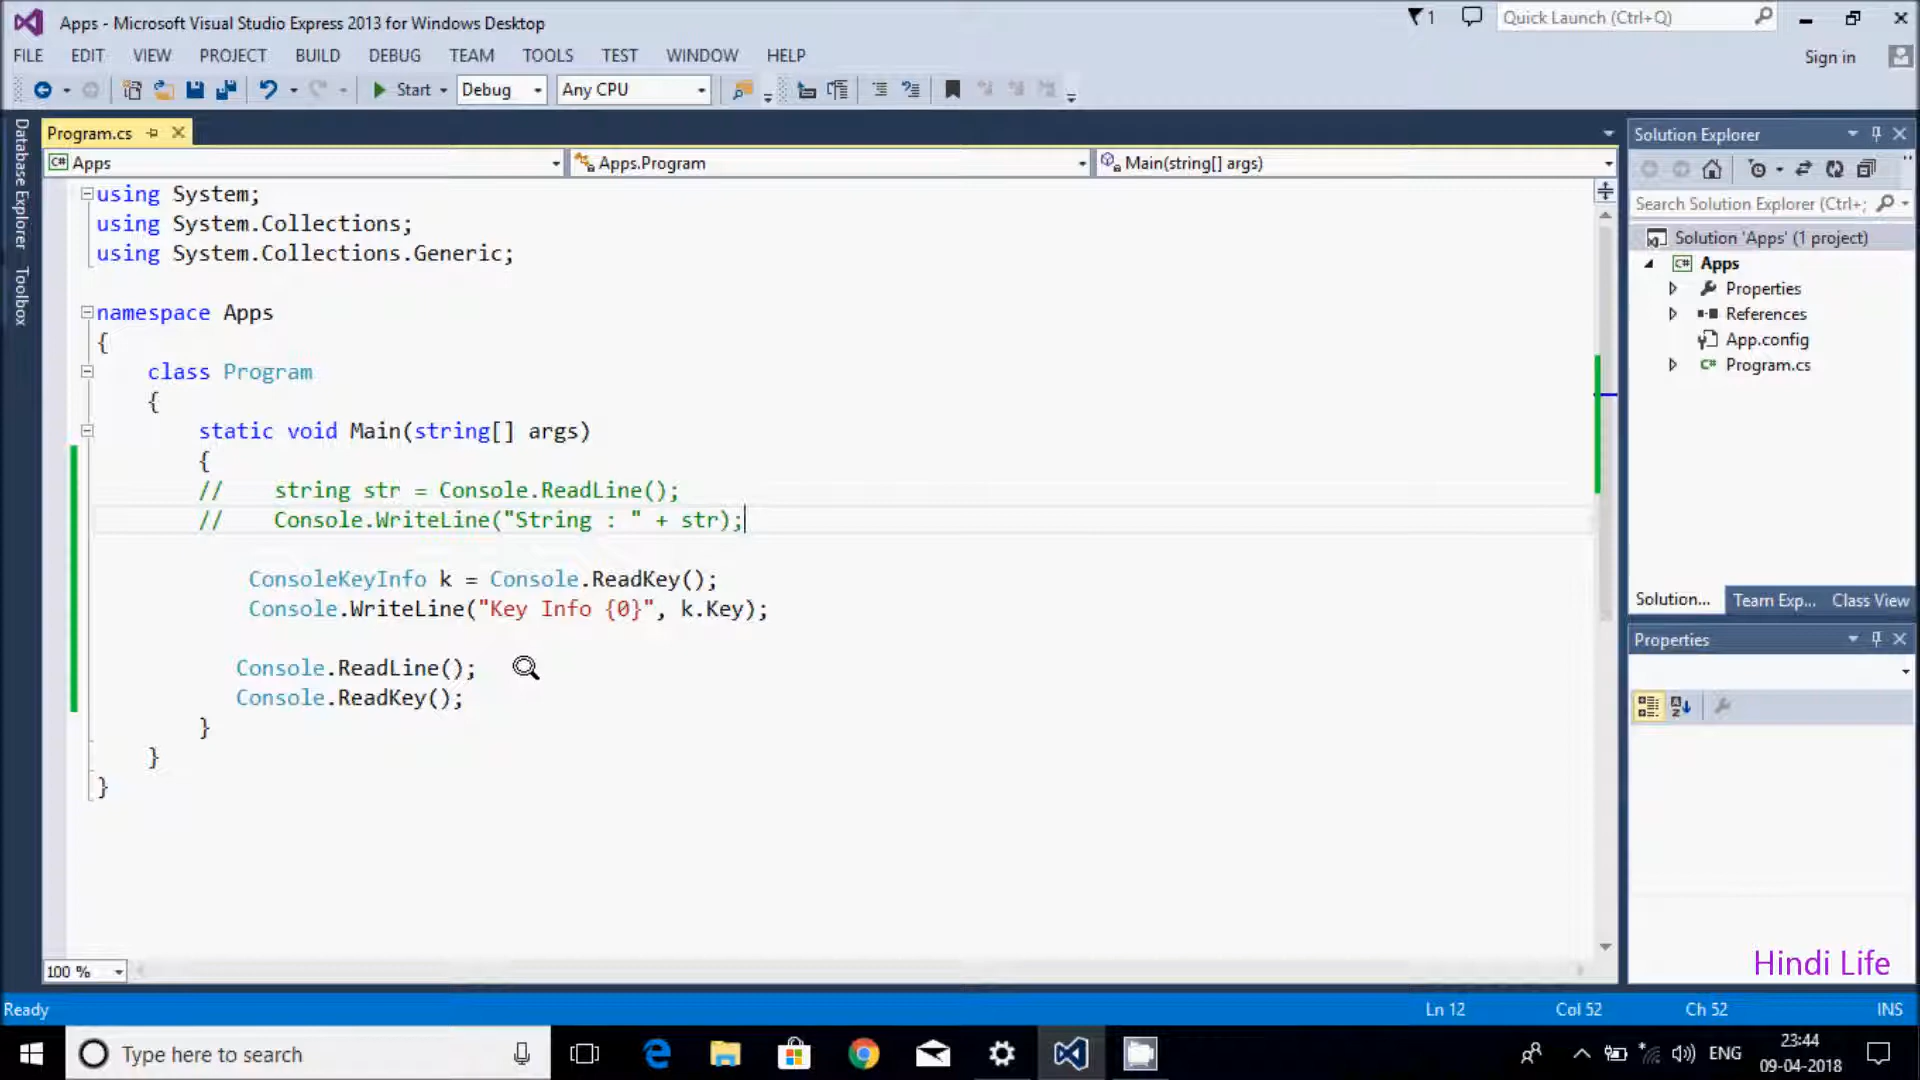 Apps - Microsoft Visual Studio Express 2013 for Windows Desktop
1
Quick Launch (Ctrl+Q)
FILE EDIT VIEW PROJECT BUILD DEBUG TEAM TOOLS TEST WINDOW HELP
Sign in
Start Debug Any CPU
Database Explorer
Toolbox
Program.cs
Apps
Apps.Program
Main(string[] args)
using System;
using System.Collections;
using System.Collections.Generic;
namespace Apps
{
class Program
{
static void Main(string[] args)
{
// string str = Console.ReadLine();
// Console.WriteLine("String : " + str);
ConsoleKeyInfo k = Console.ReadKey();
Console.WriteLine("Key Info {0}", k.Key);
Console.ReadLine();
Console.ReadKey();
}
}
}
100 %
Solution Explorer
Search Solution Explorer (Ctrl+;
Solution 'Apps' (1 project)
C# Apps
Properties
References
App.config
C# Program.cs
Solution... Team Exp... Class View
Properties
Hindi Life
Ready
Ln 12 Col 52 Ch 52 INS
Type here to search
ENG
23:44
09-04-2018